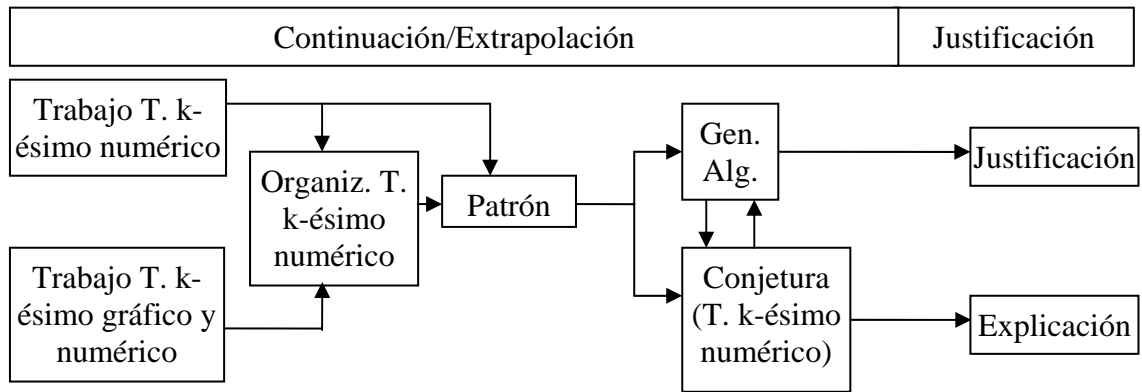 Continuación/Extrapolación
Justificación
Trabajo T. k-
ésimo numérico
Organiz. T.
k-ésimo
numérico
Patrón
Gen.
Alg.
Justificación
Trabajo T. k-
ésimo gráfico y
numérico
Conjetura
(T. k-ésimo
numérico)
Explicación